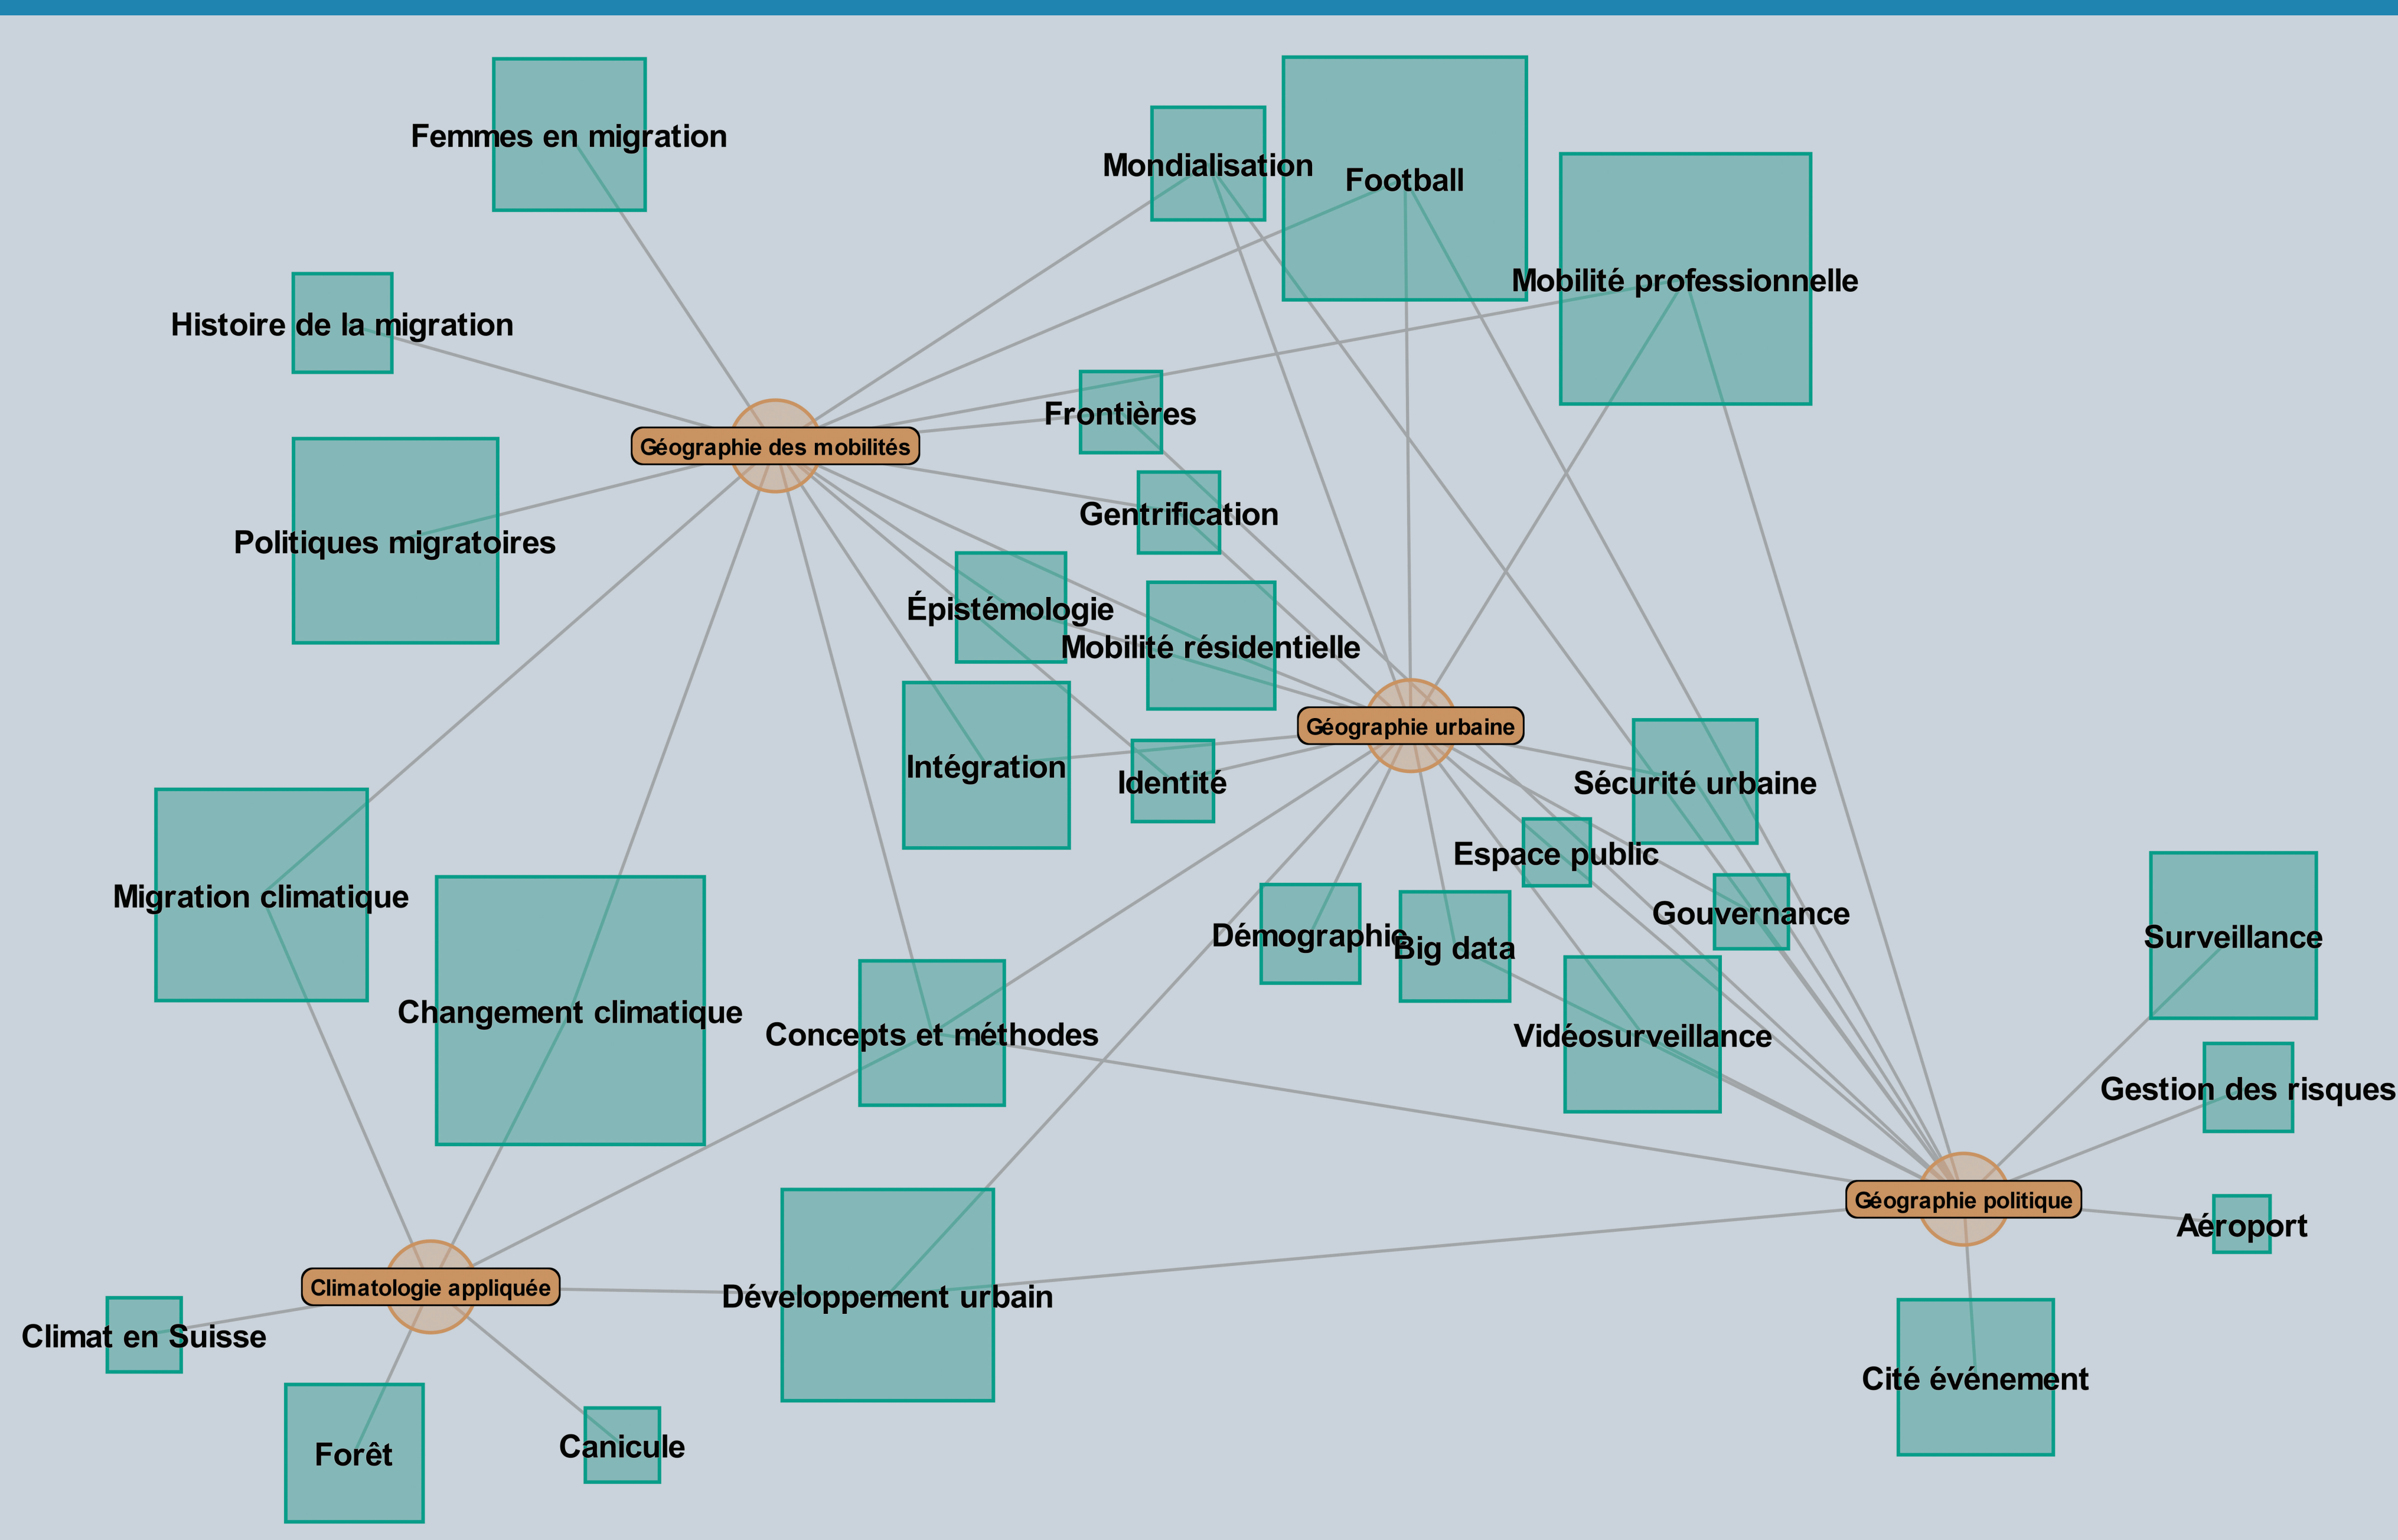 Femmes en migration
Mondialisation
Football
Mobilité professionnelle
Histoire de la migration
Frontières
Géographie des mobilités
Gentrification
Politiques migratoires
Épistémologie
Mobilité résidentielle
Géographie urbaine
Intégration
Identité
Sécurité urbaine
Espace public
Migration climatique
Gouvernance
Démographie
Big data
Surveillance
Changement climatique
Concepts et méthodes
Vidéosurveillance
Gestion des risques
Géographie politique
Aéroport
Climatologie appliquée
Développement urbain
Climat en Suisse
Cité événement
Forêt
Canicule